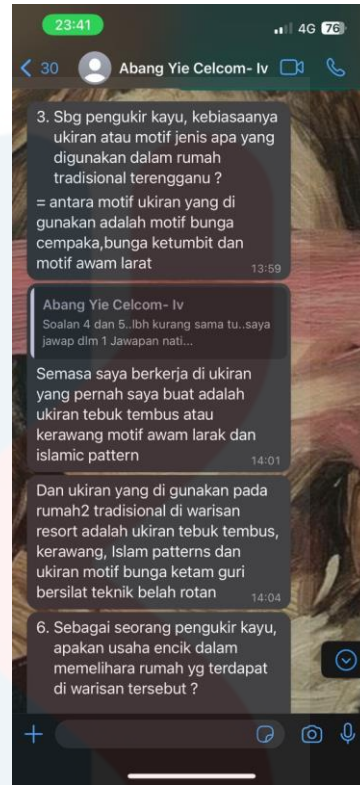 23:41
4G 76
30 Abang Yie Celcom- Iv
3. Sbg pengukir kayu, kebiasaanya
ukiran atau motif jenis apa yang
digunakan dalam rumah
tradisional terengganu ?
= antara motif ukiran yang di
gunakan adalah motif bunga
cempaka,bunga ketumbit dan
motif awam larat
13:59
Abang Yie Celcom- Iv
Soalan 4 dan 5..lbh kurang sama tu..saya
jawap dlm 1 Jawapan nati...
Semasa saya berkerja di ukiran
yang pernah saya buat adalah
ukiran tebuk tembus atau
kerawang motif awam larak dan
islamic pattern
14:01
Dan ukiran yang di gunakan pada
rumah2 tradisional di warisan
resort adalah ukiran tebuk tembus,
kerawang, Islam patterns dan
ukiran motif bunga ketam guri
bersilat teknik belah rotan
14:04
6. Sebagai seorang pengukir kayu,
apakan usaha encik dalam
memelihara rumah yg terdapat
di warisan tersebut ?